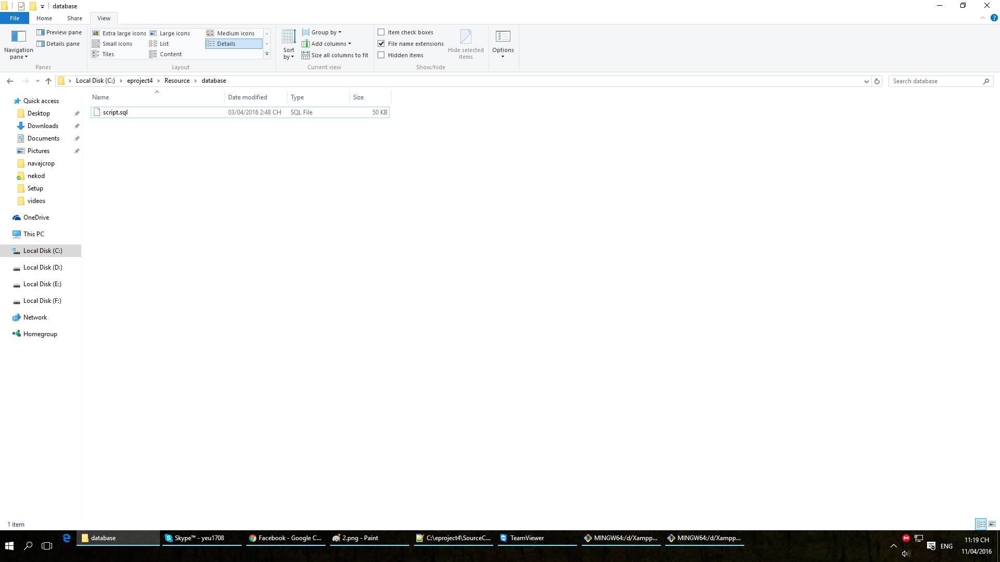 database
File Home Share View
Navigation pane
Preview pane
Details pane
Panes
Extra large icons Large icons Medium icons
Small icons List Details
Tiles Content
Layout
Sort by
Group by
Add columns
Size all columns to fit
Current view
Item check boxes
File name extensions
Hidden items
Hide selected items
Show/hide
Options
Local Disk (C:) eproject4 Resource database
Search database
Name Date modified Type Size
script.sql 03/04/2016 2:48 CH SQL File 50 KB
Quick access
Desktop
Downloads
Documents
Pictures
navajcrop
nekod
Setup
videos
OneDrive
This PC
Local Disk (C:)
Local Disk (D:)
Local Disk (E:)
Local Disk (F:)
Network
Homegroup
1 item
database Skype™ - yeu1708 Facebook - Google C... 2.png - Paint C:\eproject4\SourceC... TeamViewer MINGW64:/d/Xampp... MINGW64:/d/Xampp...
ENG
11:19 CH
11/04/2016